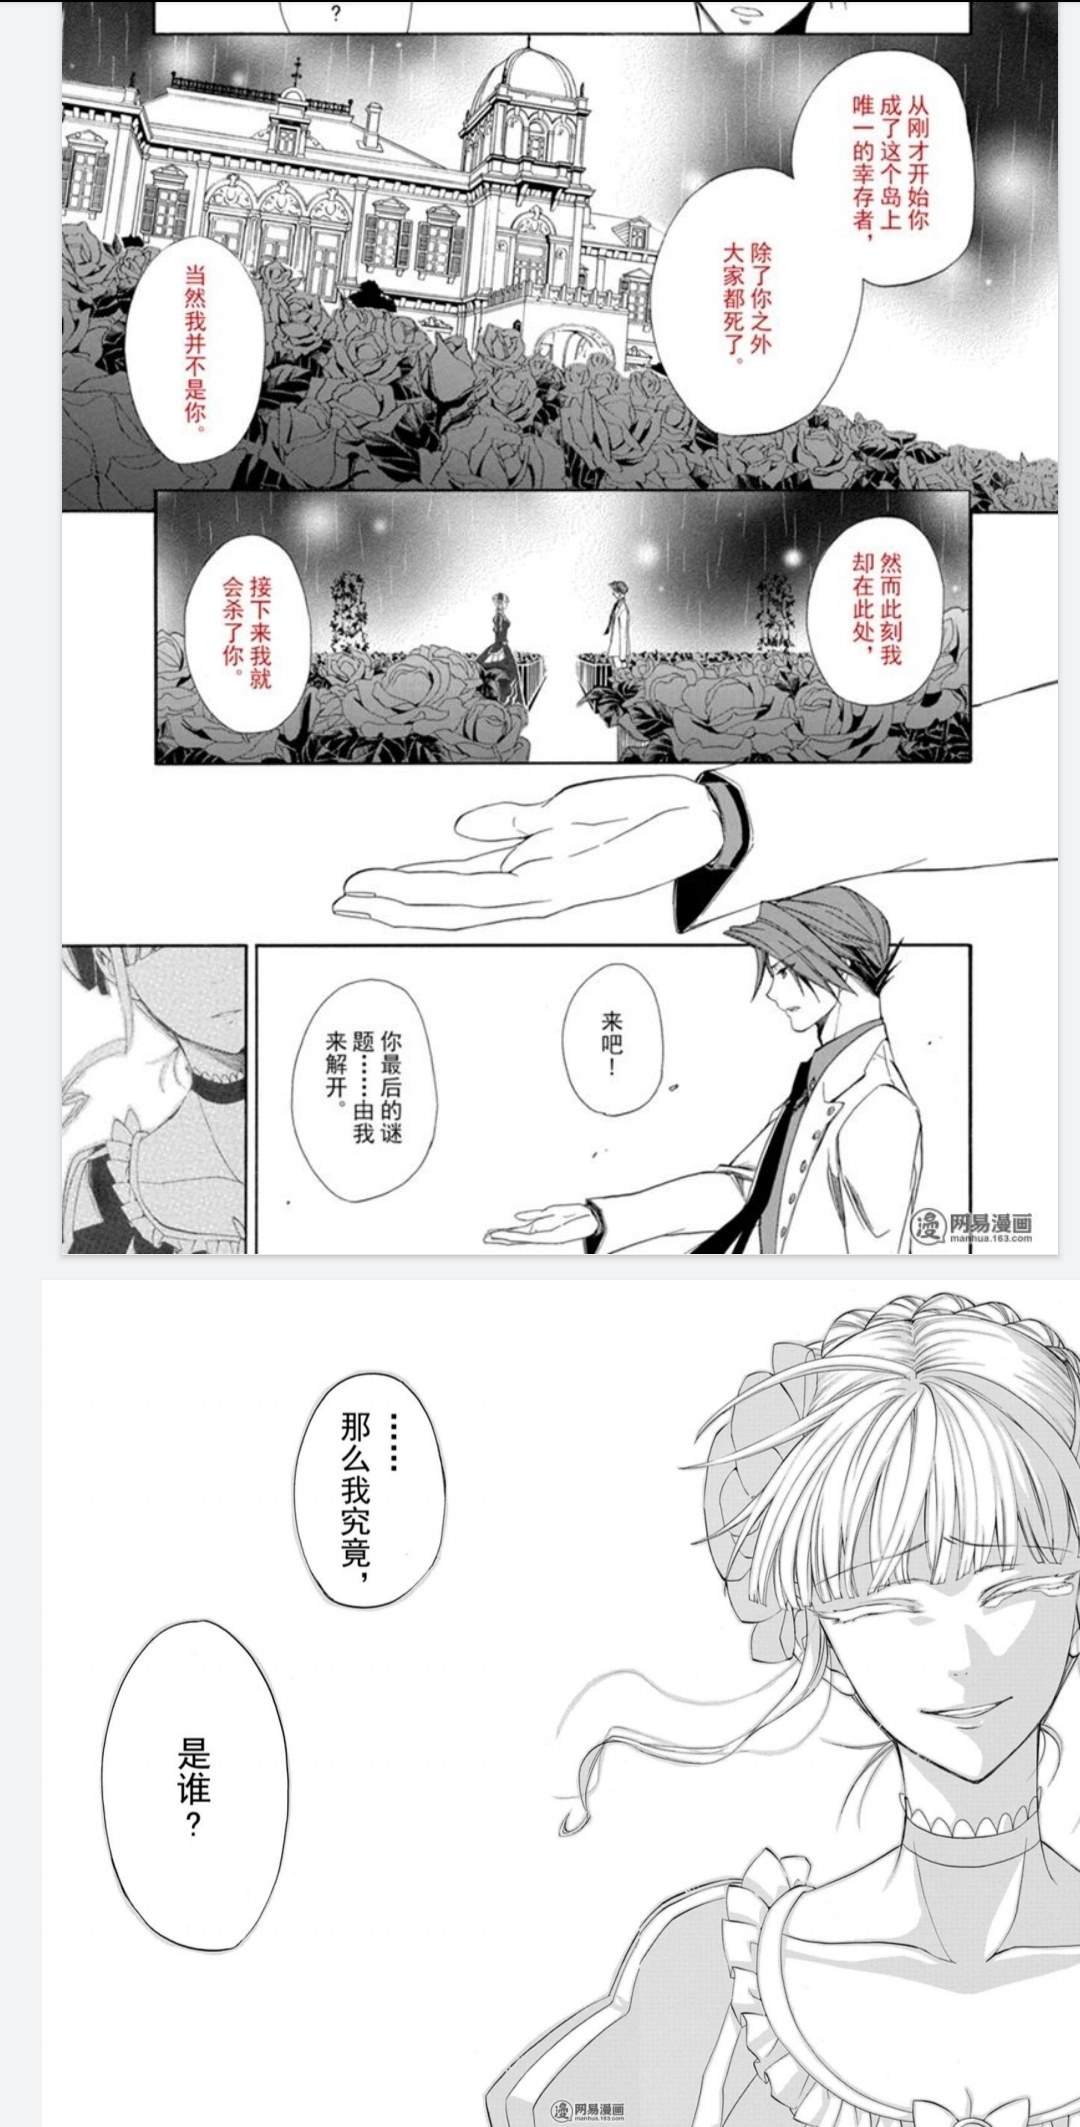 ?
从刚才开始你
成了这个岛上
唯一的幸存者，
除了你之外
大家都死了。
当然我并不是你。
然而此刻我
却在此处，
接下来我就
会杀了你。
来吧！
你最后的谜
题……由我
来解开。
网易漫画
manhua.163.com
……
那么我究竟，
是谁？
网易漫画
manhua.163.com